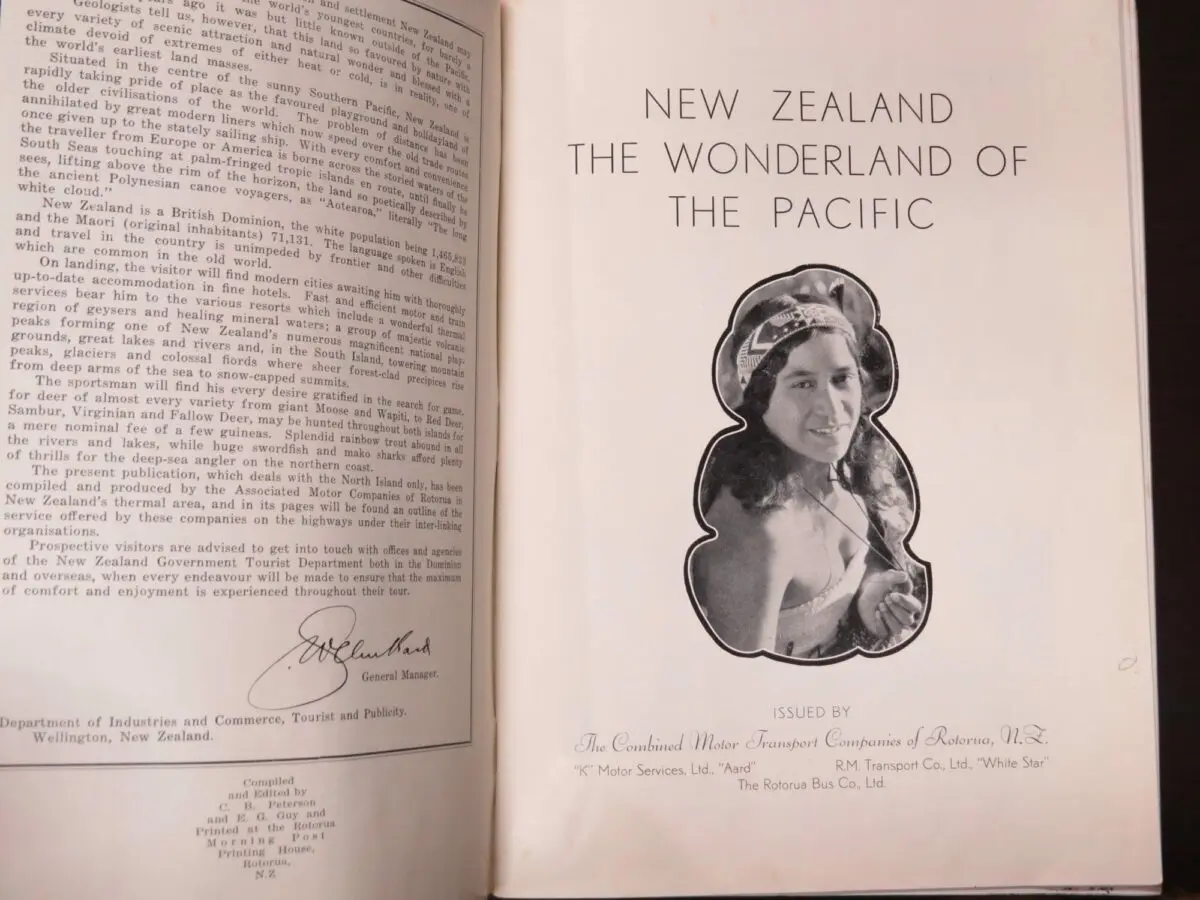 and settlement New Zealand may
the world's youngest countries, for barely a
ago it was but little known outside of the Pacific.
Geologists tell us, however, that this land so favoured by nature with
every variety of scenic attraction and natural wonder and blessed with a
climate devoid of extremes of either heat or cold, is in reality, one of
the world's earliest land masses.
Situated in the centre of the sunny Southern Pacific, New Zealand is
rapidly taking pride of place as the favoured playground and holidayland of
the older civilisations of the world. The problem of distance has been
annihilated by great modern liners which now speed over the old trade routes
once given up to the stately sailing ship. With every comfort and convenience
the traveller from Europe or America is borne across the storied waters of the
South Seas touching at palm-fringed tropic islands en route, until finally he
sees, lifting above the rim of the horizon, the land so poetically described by
the ancient Polynesian canoe voyagers, as "Aotearoa," literally "The long
white cloud."
New Zealand is a British Dominion, the white population being 1,465,823
and the Maori (original inhabitants) 71,131. The language spoken is English
and travel in the country is unimpeded by frontier and other difficulties
which are common in the old world.
On landing, the visitor will find modern cities awaiting him with thoroughly
up-to-date accommodation in fine hotels. Fast and efficient motor and train
services bear him to the various resorts which include a wonderful thermal
region of geysers and healing mineral waters; a group of majestic volcanic
peaks forming one of New Zealand's numerous magnificent national play-
grounds, great lakes and rivers and, in the South Island, towering mountain
peaks, glaciers and colossal fiords where sheer forest-clad precipices rise
from deep arms of the sea to snow-capped summits.
The sportsman will find his every desire gratified in the search for game,
for deer of almost every variety from giant Moose and Wapiti, to Red Deer,
Sambur, Virginian and Fallow Deer, may be hunted throughout both islands for
a mere nominal fee of a few guineas. Splendid rainbow trout abound in all
the rivers and lakes, while huge swordfish and mako sharks afford plenty
of thrills for the deep-sea angler on the northern coast.
The present publication, which deals with the North Island only, has been
compiled and produced by the Associated Motor Companies of Rotorua in
New Zealand's thermal area, and in its pages will be found an outline of the
service offered by these companies on the highways under their inter-linking
organisations.
Prospective visitors are advised to get into touch with offices and agencies
of the New Zealand Government Tourist Department both in the Dominion
and overseas, when every endeavour will be made to ensure that the maximum
of comfort and enjoyment is experienced throughout their tour.
General Manager.
Department of Industries and Commerce, Tourist and Publicity.
Wellington, New Zealand.
Compiled
and Edited by
C. B. Peterson
and E. G. Guy and
Printed at the Rotorua
Morning Post
Printing House,
Rotorua,
N.Z
NEW ZEALAND
THE WONDERLAND OF
THE PACIFIC
ISSUED BY
The Combined Motor Transport Companies of Rotorua, N.Z.
"K" Motor Services, Ltd., "Aard" R.M. Transport Co., Ltd., "White Star"
The Rotorua Bus Co., Ltd.